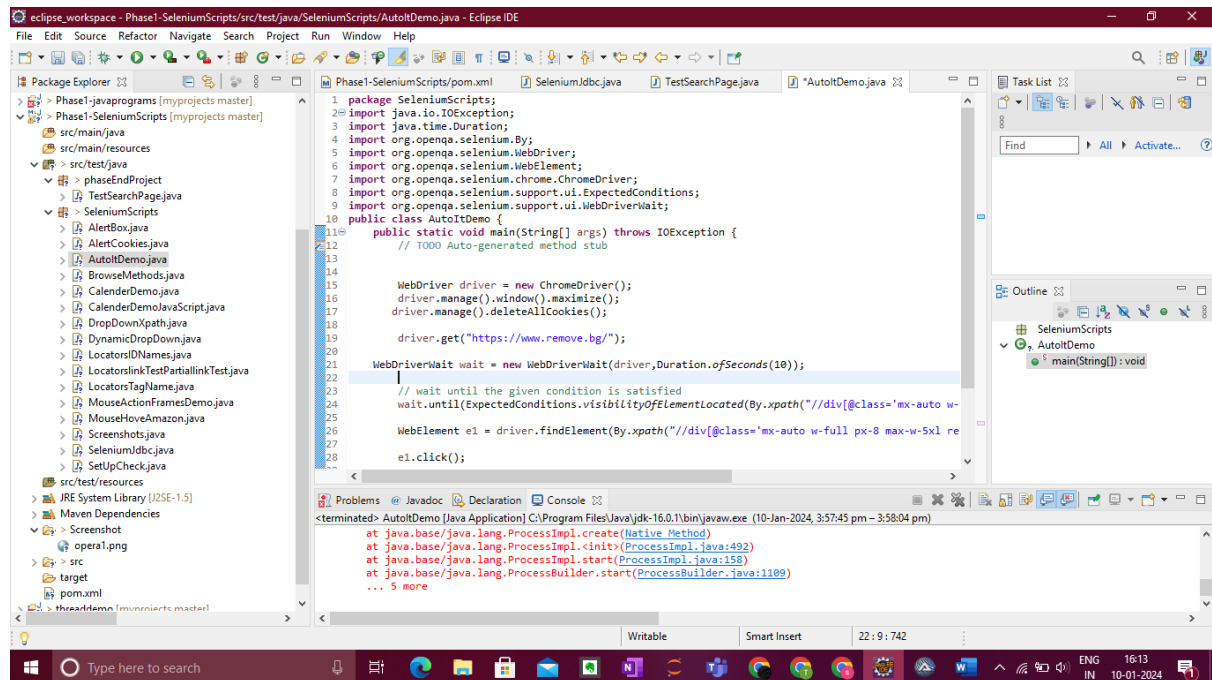 eclipse_workspace - Phase1-SeleniumScripts/src/test/java/SeleniumScripts/AutoItDemo.java - Eclipse IDE
File Edit Source Refactor Navigate Search Project Run Window Help
Package Explorer
> Phase1-javaprograms [myprojects master]
> Phase1-SeleniumScripts [myprojects master]
src/main/java
src/main/resources
> src/test/java
> phaseEndProject
TestSearchPage.java
> SeleniumScripts
AlertBox.java
AlertCookies.java
AutoItDemo.java
BrowseMethods.java
CalenderDemo.java
CalenderDemoJavaScript.java
DropDownXpath.java
DynamicDropDown.java
LocatorsIDNames.java
LocatorslinkTestPartiallinkTest.java
LocatorsTagName.java
MouseActionFramesDemo.java
MouseHoveAmazon.java
Screenshots.java
SeleniumJdbc.java
SetUpCheck.java
src/test/resources
JRE System Library [J2SE-1.5]
Maven Dependencies
> Screenshot
opera1.png
> src
target
pom.xml
> threaddemo [myprojects master]
Phase1-SeleniumScripts/pom.xml
SeleniumJdbc.java
TestSearchPage.java
*AutoItDemo.java
1 package SeleniumScripts;
2 import java.io.IOException;
3 import java.time.Duration;
4 import org.openqa.selenium.By;
5 import org.openqa.selenium.WebDriver;
6 import org.openqa.selenium.WebElement;
7 import org.openqa.selenium.chrome.ChromeDriver;
8 import org.openqa.selenium.support.ui.ExpectedConditions;
9 import org.openqa.selenium.support.ui.WebDriverWait;
10 public class AutoItDemo {
11 public static void main(String[] args) throws IOException {
12 // TODO Auto-generated method stub
13
14
15 WebDriver driver = new ChromeDriver();
16 driver.manage().window().maximize();
17 driver.manage().deleteAllCookies();
18
19 driver.get("https://www.remove.bg/");
20
21 WebDriverWait wait = new WebDriverWait(driver,Duration.ofSeconds(10));
22
23 // wait until the given condition is satisfied
24 wait.until(ExpectedConditions.visibilityOfElementLocated(By.xpath("//div[@class='mx-auto w-
25
26 WebElement e1 = driver.findElement(By.xpath("//div[@class='mx-auto w-full px-8 max-w-5xl re
27
28 e1.click();
Task List
Find
All
Activate...
Outline
SeleniumScripts
AutoItDemo
main(String[]) : void
Problems
Javadoc
Declaration
Console
<terminated> AutoItDemo [Java Application] C:\Program Files\Java\jdk-16.0.1\bin\javaw.exe (10-Jan-2024, 3:57:45 pm – 3:58:04 pm)
at java.base/java.lang.ProcessImpl.create(Native Method)
at java.base/java.lang.ProcessImpl.<init>(ProcessImpl.java:492)
at java.base/java.lang.ProcessImpl.start(ProcessImpl.java:158)
at java.base/java.lang.ProcessBuilder.start(ProcessBuilder.java:1109)
... 5 more
Writable
Smart Insert
22 : 9 : 742
Type here to search
ENG
IN
16:13
10-01-2024